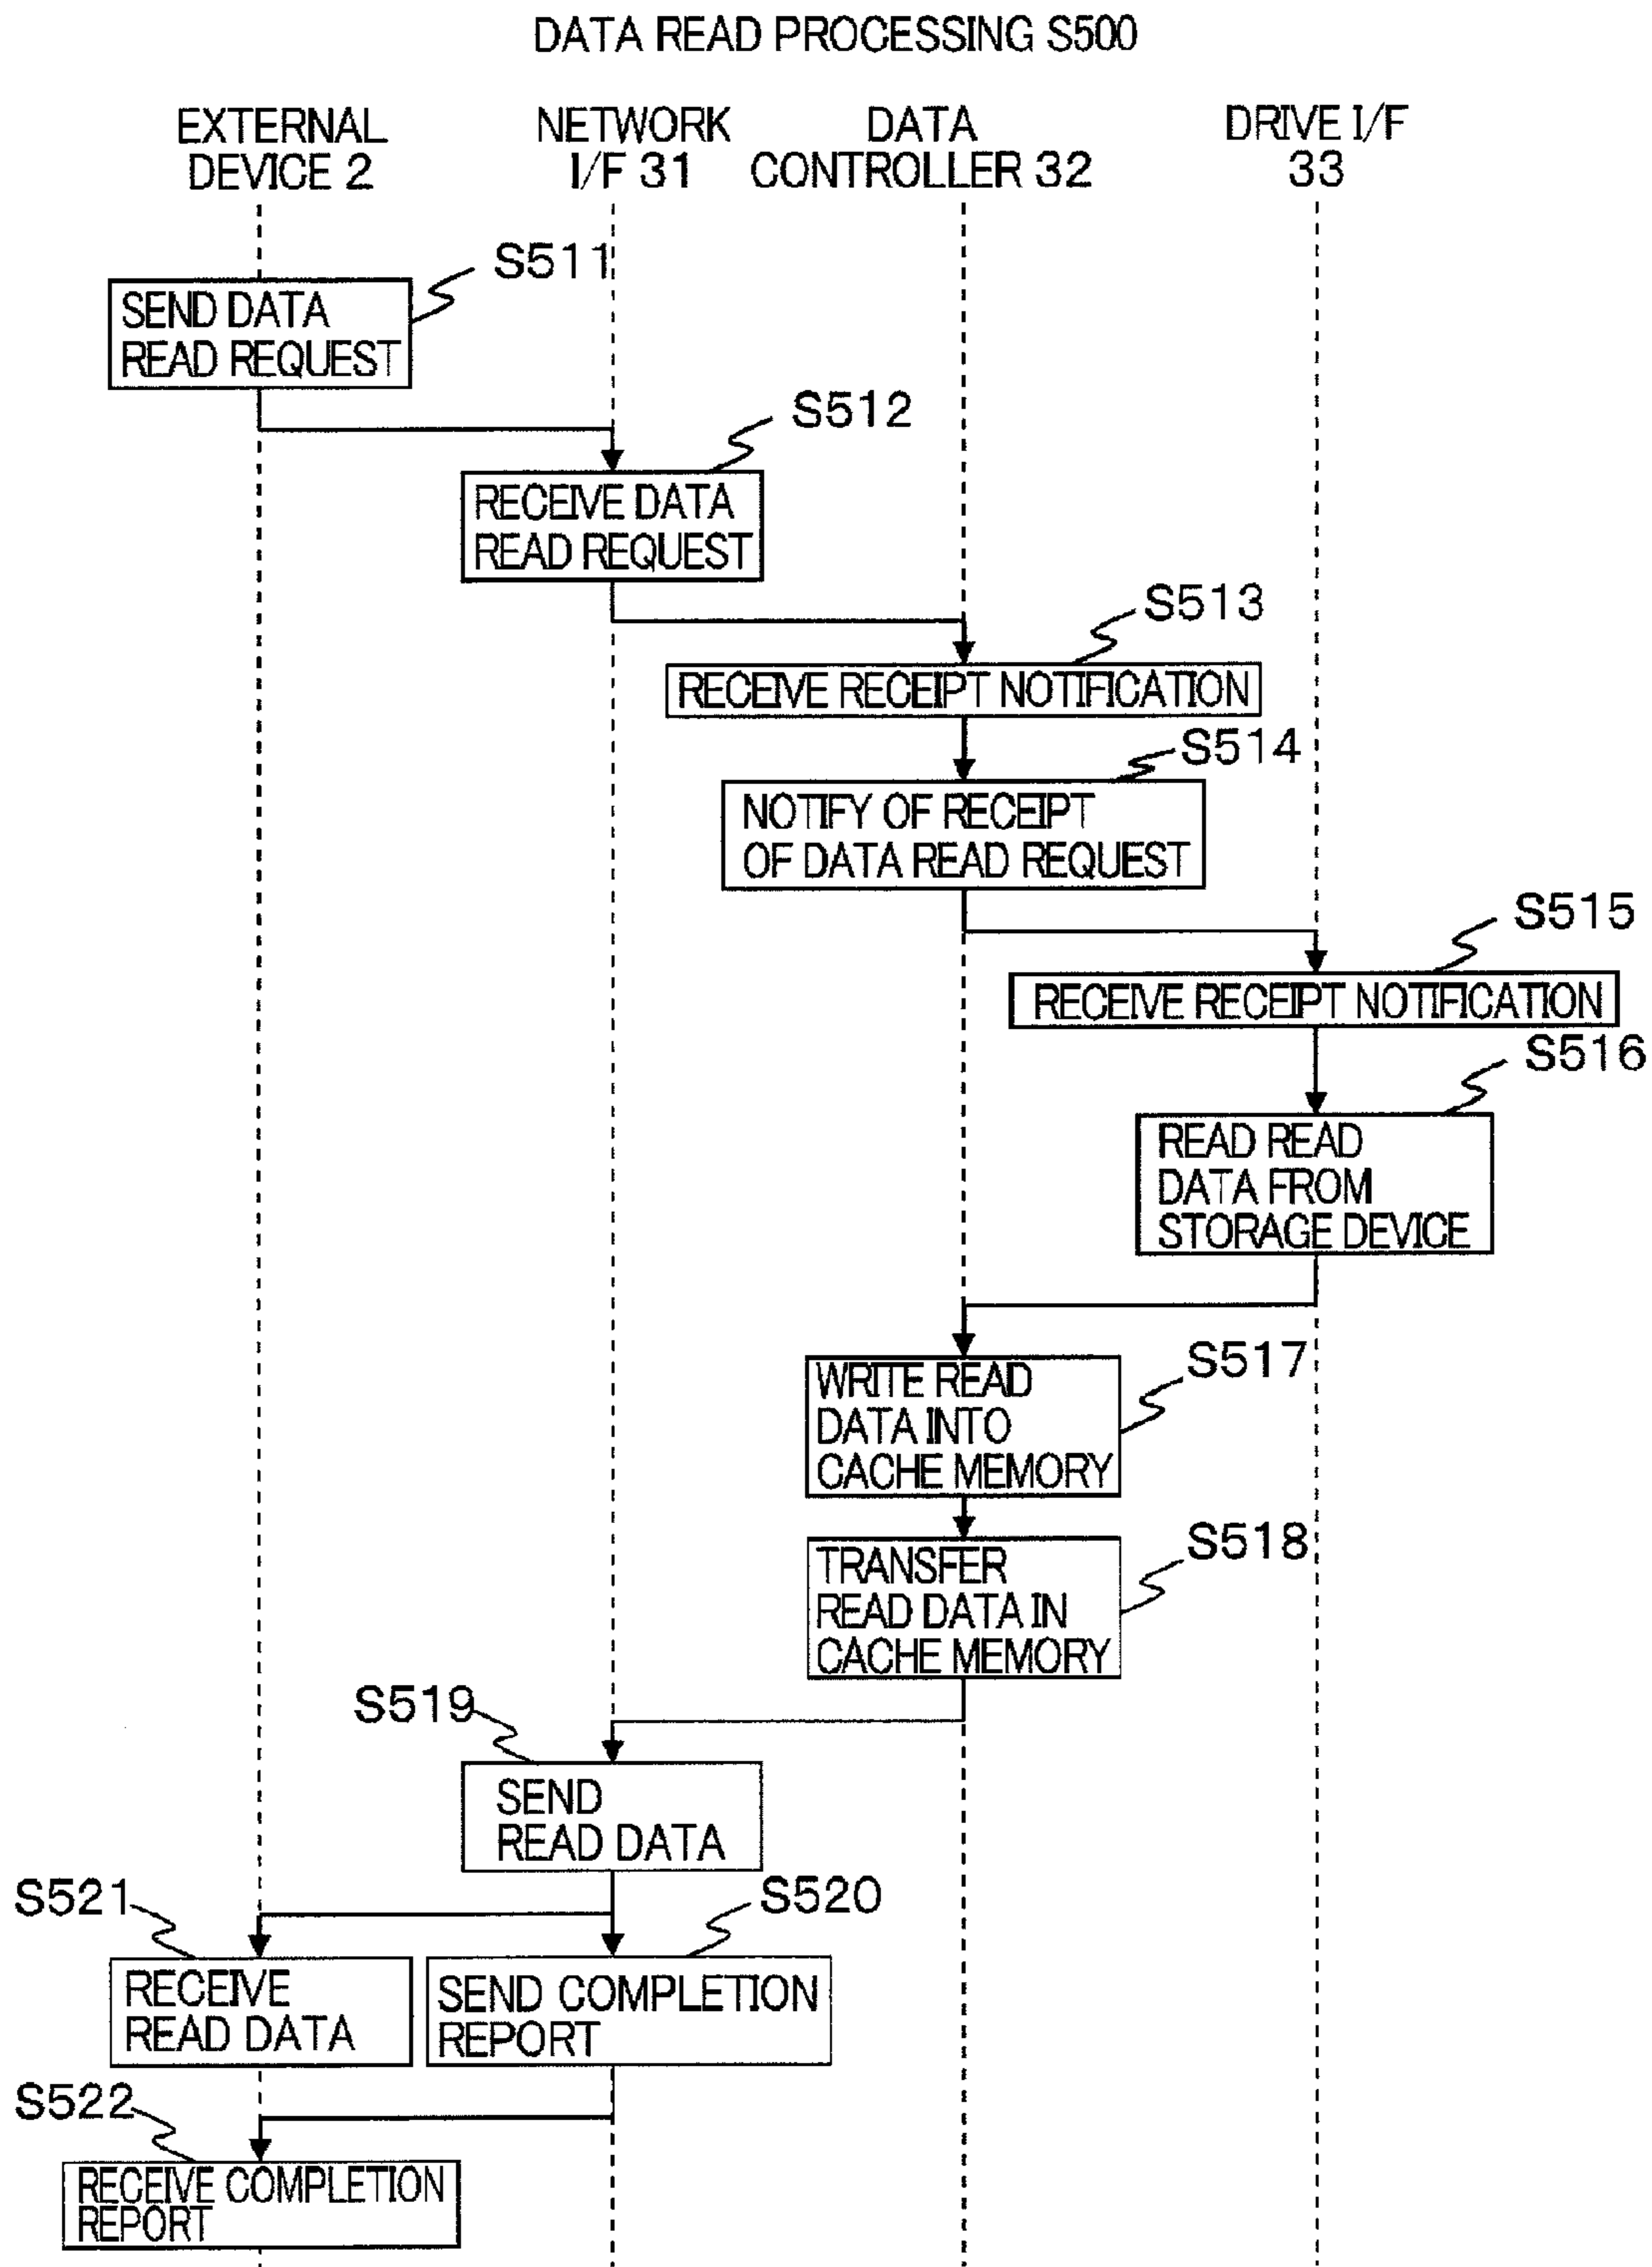 DATA READ PROCESSING S500
EXTERNAL
DEVICE 2
NETWORK
I/F 31
DATA
CONTROLLER 32
DRIVE I/F
33
S511
SEND DATA
READ REQUEST
S512
RECEIVE DATA
READ REQUEST
S513
RECEIVE RECEIPT NOTIFICATION
S514
NOTIFY OF RECEIPT
OF DATA READ REQUEST
S515
RECEIVE RECEIPT NOTIFICATION
S516
READ READ
DATA FROM
STORAGE DEVICE
S517
WRITE READ
DATA INTO
CACHE MEMORY
S518
TRANSFER
READ DATA IN
CACHE MEMORY
S519
SEND
READ DATA
S521
S520
RECEIVE
READ DATA
SEND COMPLETION
REPORT
S522
RECEIVE COMPLETION
REPORT